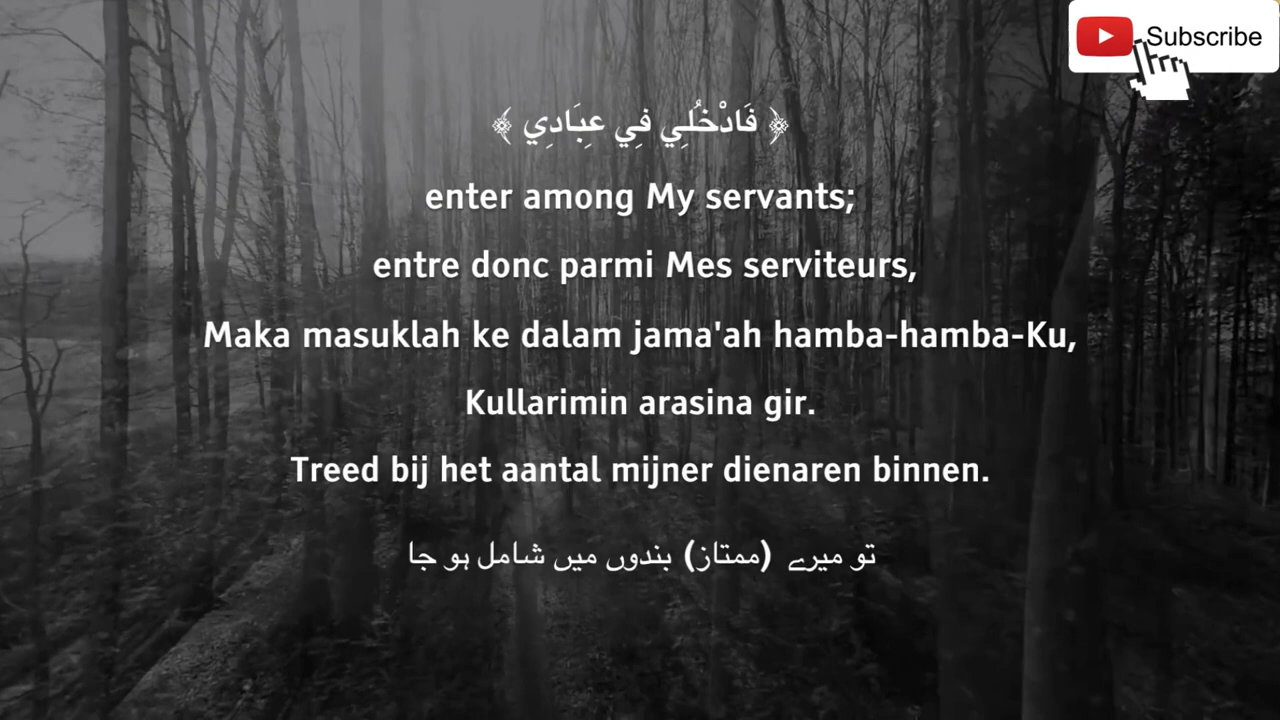 Subscribe
﴿ فَادْخُلِي فِي عِبَادِي ﴾
enter among My servants;
entre donc parmi Mes serviteurs,
Maka masuklah ke dalam jama'ah hamba-hamba-Ku,
Kullarimin arasina gir.
Treed bij het aantal mijner dienaren binnen.
تو میرے (ممتاز) بندوں میں شامل ہو جا